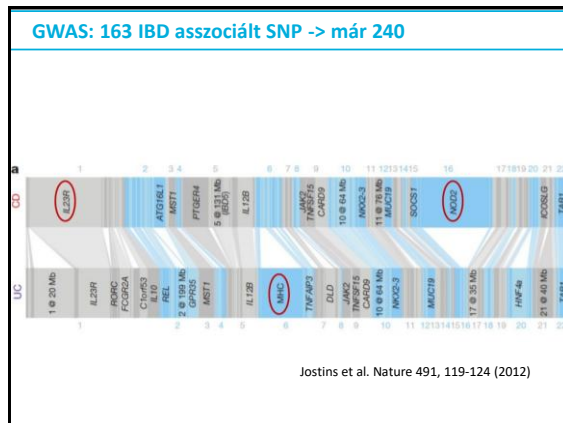 GWAS: 163 IBD asszociált SNP -> már 240
a
1 2 3 4 5 6 7 8 9 10 11 12 13 14 15 16 17 18 19 20 21 22
CD
IL23R
ATG16L1
MST1
PTGER4
5 @ 131 Mb
(IBD5)
IL12B
JAK2
TNFSF15
CARD9
10 @ 64 Mb
NKX2-3
11 @ 76 Mb
MUC19
SOCS1
NOD2
ICOSLG
UC
1 @ 20 Mb
IL23R
RORC
FCGR2A
C1orf53
IL10
REL
2 @ 199 Mb
GPR35
MST1
IL12B
MHC
TNFAIP3
DLD
JAK2
TNFSF15
CARD9
10 @ 64 Mb
NKX2-3
MUC19
17 @ 35 Mb
HNF4a
21 @ 40 Mb
1 2 3 4 5 6 7 8 9 10 11 12 13 14 15 16 17 18 19 20 21 22
Jostins et al. Nature 491, 119-124 (2012)